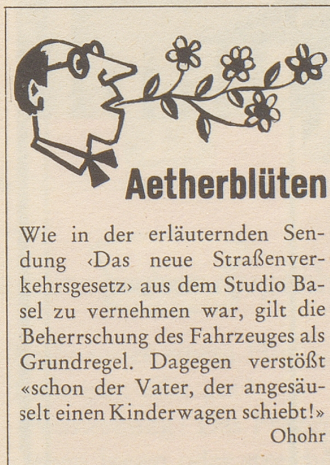 Aetherblüten
Wie in der erläuternden Sen-
dung ‹Das neue Straßenver-
kehrsgesetz› aus dem Studio Ba-
sel zu vernehmen war, gilt die
Beherrschung des Fahrzeuges als
Grundregel. Dagegen verstößt
«schon der Vater, der angesäu-
selt einen Kinderwagen schiebt!»
Ohohr